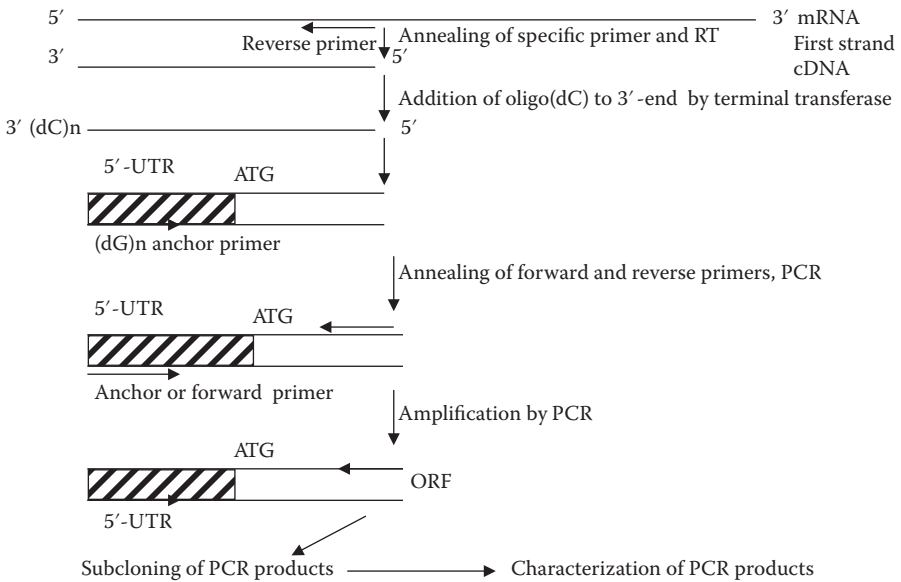 5′ 3′ mRNA
Reverse primer Annealing of specific primer and RT First strand
3′ 5′ cDNA
Addition of oligo(dC) to 3′-end by terminal transferase
3′ (dC)n 5′
5′-UTR ATG
(dG)n anchor primer
Annealing of forward and reverse primers, PCR
5′-UTR ATG
Anchor or forward primer
Amplification by PCR
ATG
ORF
5′-UTR
Subcloning of PCR products Characterization of PCR products